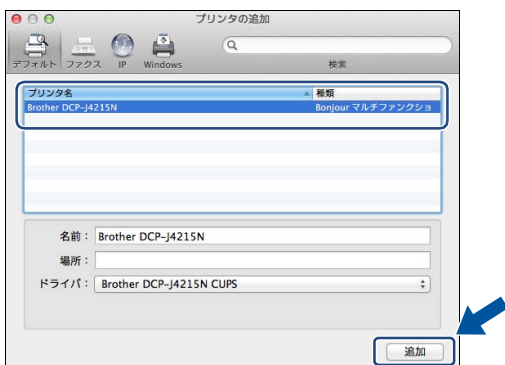 プリンタの追加
デフォルト ファクス IP Windows 検索
プリンタ名 種類
Brother DCP-J4215N Bonjour マルチファンクショ
名前： Brother DCP-J4215N
場所：
ドライバ： Brother DCP-J4215N CUPS
追加